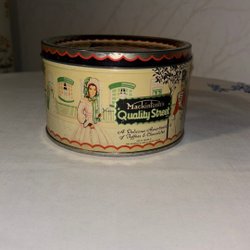 Mackintosh's
Quality Street
A Delicious Assortment
of Toffees & Chocolates